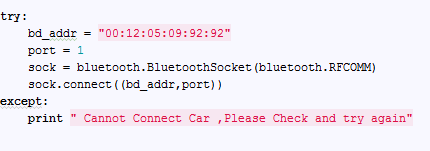 try:
    bd_addr = "00:12:05:09:92:92"
    port = 1
    sock = bluetooth.BluetoothSocket(bluetooth.RFCOMM)
    sock.connect((bd_addr,port))
except:
    print " Cannot Connect Car ,Please Check and try again"